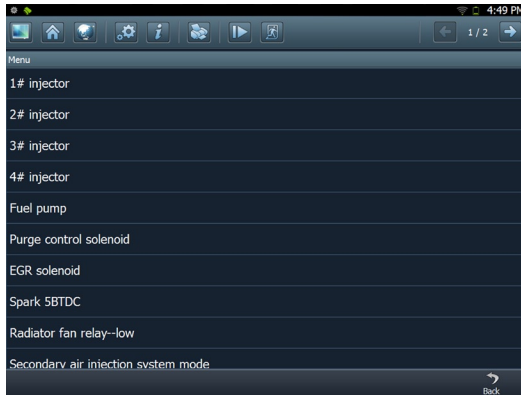 4:49 PM
1 / 2
Menu
1# injector
2# injector
3# injector
4# injector
Fuel pump
Purge control solenoid
EGR solenoid
Spark 5BTDC
Radiator fan relay--low
Secondary air injection system mode
Back